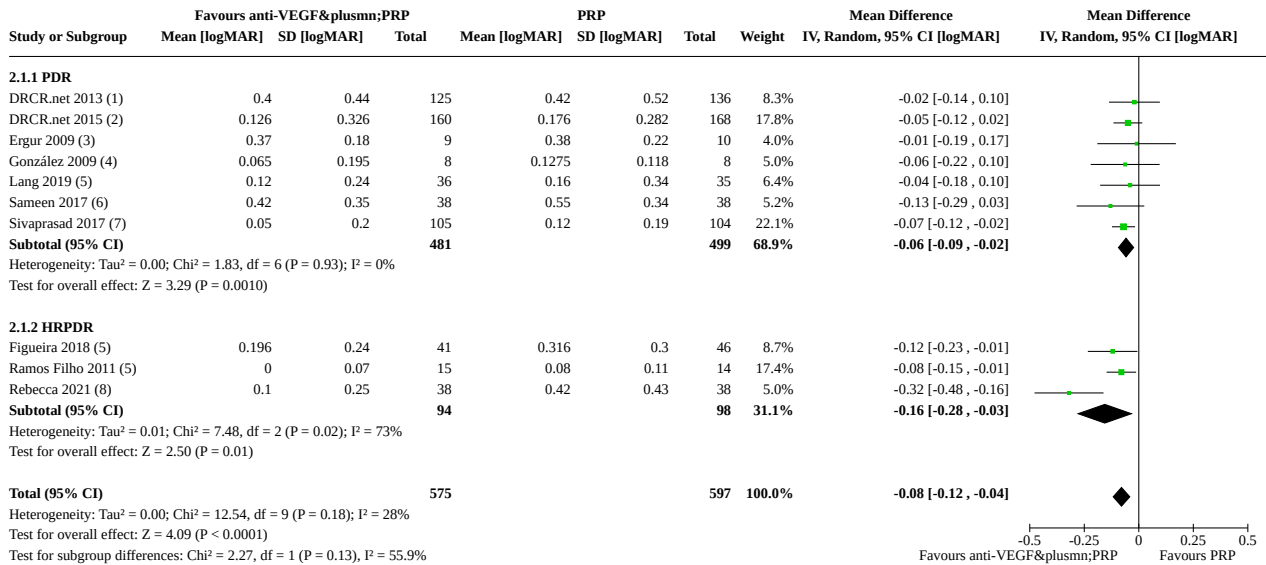 Favours anti-VEGF&plusmn;PRP PRP Mean Difference Mean Difference
Study or Subgroup Mean [logMAR] SD [logMAR] Total Mean [logMAR] SD [logMAR] Total Weight IV, Random, 95% CI [logMAR] IV, Random, 95% CI [logMAR]
2.1.1 PDR
DRCR.net 2013 (1) 0.4 0.44 125 0.42 0.52 136 8.3% -0.02 [-0.14 , 0.10]
DRCR.net 2015 (2) 0.126 0.326 160 0.176 0.282 168 17.8% -0.05 [-0.12 , 0.02]
Ergur 2009 (3) 0.37 0.18 9 0.38 0.22 10 4.0% -0.01 [-0.19 , 0.17]
González 2009 (4) 0.065 0.195 8 0.1275 0.118 8 5.0% -0.06 [-0.22 , 0.10]
Lang 2019 (5) 0.12 0.24 36 0.16 0.34 35 6.4% -0.04 [-0.18 , 0.10]
Sameen 2017 (6) 0.42 0.35 38 0.55 0.34 38 5.2% -0.13 [-0.29 , 0.03]
Sivaprasad 2017 (7) 0.05 0.2 105 0.12 0.19 104 22.1% -0.07 [-0.12 , -0.02]
Subtotal (95% CI) 481 499 68.9% -0.06 [-0.09 , -0.02]
Heterogeneity: Tau² = 0.00; Chi² = 1.83, df = 6 (P = 0.93); I² = 0%
Test for overall effect: Z = 3.29 (P = 0.0010)
2.1.2 HRPDR
Figueira 2018 (5) 0.196 0.24 41 0.316 0.3 46 8.7% -0.12 [-0.23 , -0.01]
Ramos Filho 2011 (5) 0 0.07 15 0.08 0.11 14 17.4% -0.08 [-0.15 , -0.01]
Rebecca 2021 (8) 0.1 0.25 38 0.42 0.43 38 5.0% -0.32 [-0.48 , -0.16]
Subtotal (95% CI) 94 98 31.1% -0.16 [-0.28 , -0.03]
Heterogeneity: Tau² = 0.01; Chi² = 7.48, df = 2 (P = 0.02); I² = 73%
Test for overall effect: Z = 2.50 (P = 0.01)
Total (95% CI) 575 597 100.0% -0.08 [-0.12 , -0.04]
Heterogeneity: Tau² = 0.00; Chi² = 12.54, df = 9 (P = 0.18); I² = 28%
Test for overall effect: Z = 4.09 (P < 0.0001)
Test for subgroup differences: Chi² = 2.27, df = 1 (P = 0.13), I² = 55.9%
-0.5 -0.25 0 0.25 0.5
Favours anti-VEGF&plusmn;PRP Favours PRP